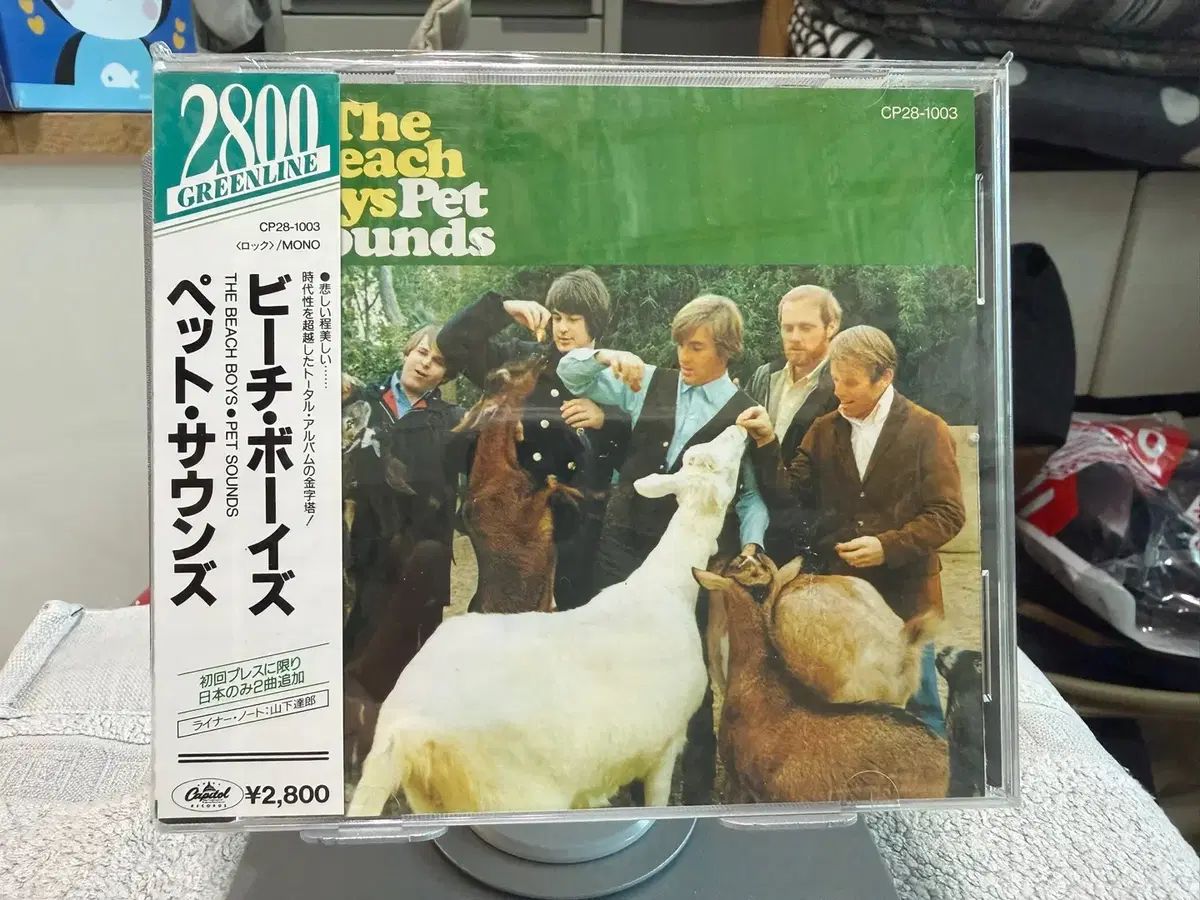 2800
GREENLINE
CP28-1003
〈ロック〉/MONO
●悲しい程美しい……
時代性を超越したトータル・アルバムの金字塔!
ビーチ・ボーイズ
THE BEACH BOYS・PET SOUNDS
ペット・サウンズ
初回プレスに限り
日本のみ2曲追加
ライナー・ノート:山下達郎
Capitol
RECORDS
¥2,800
The
each
ysPet
ounds
CP28-1003